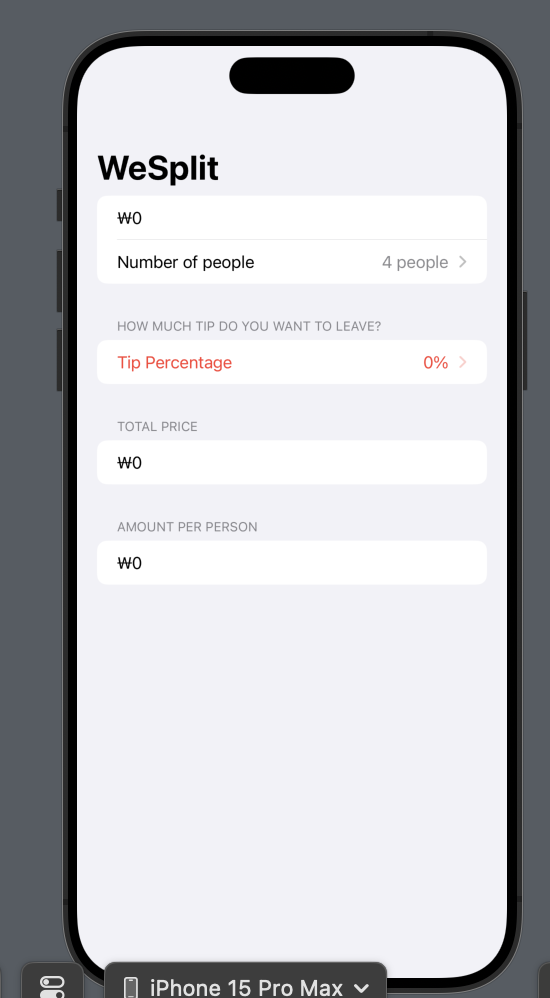 WeSplit
₩0
Number of people 4 people
HOW MUCH TIP DO YOU WANT TO LEAVE?
Tip Percentage 0%
TOTAL PRICE
₩0
AMOUNT PER PERSON
₩0
iPhone 15 Pro Max